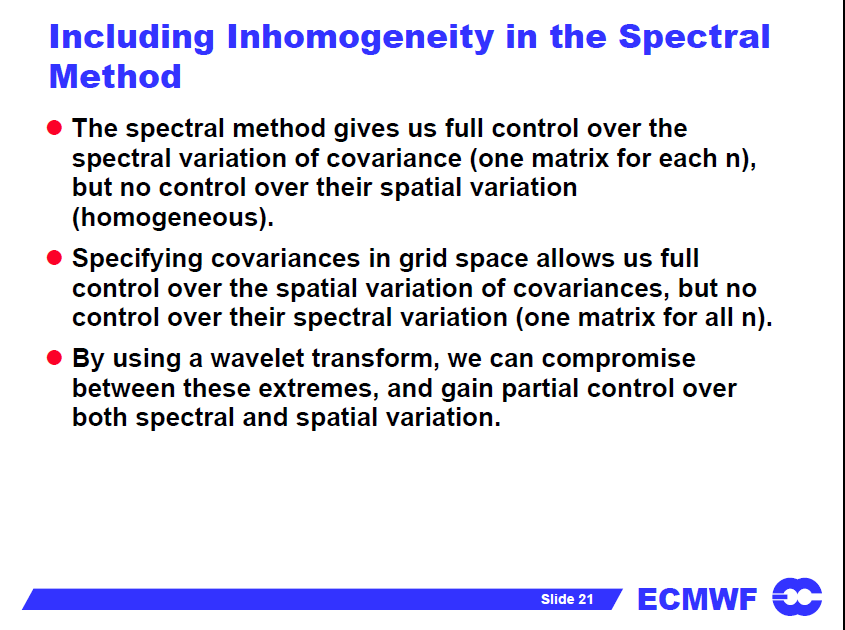 Including Inhomogeneity in the Spectral
Method
The spectral method gives us full control over the
spectral variation of covariance (one matrix for each n),
but no control over their spatial variation
(homogeneous).
Specifying covariances in grid space allows us full
control over the spatial variation of covariances, but no
control over their spectral variation (one matrix for all n).
By using a wavelet transform, we can compromise
between these extremes, and gain partial control over
both spectral and spatial variation.
Slide 21
ECMWF